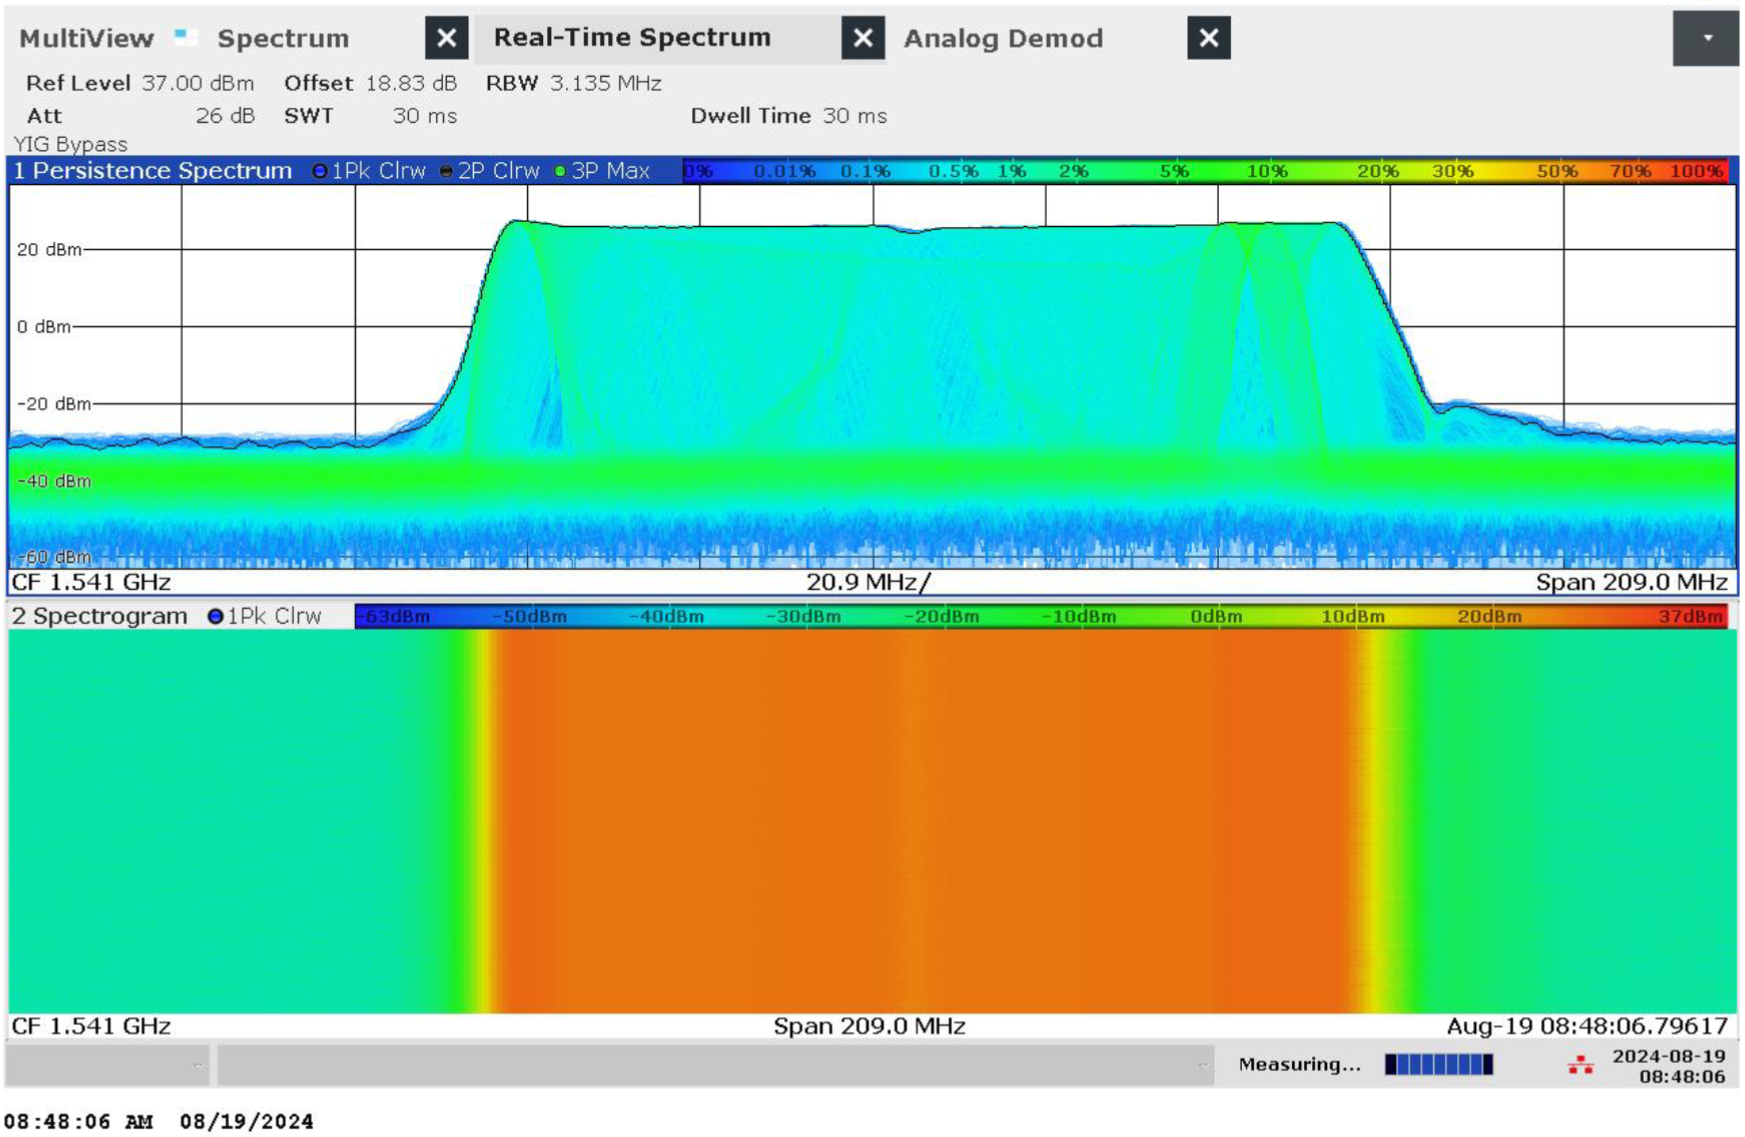 MultiView Spectrum Real-Time Spectrum Analog Demod
Ref Level 37.00 dBm Offset 18.83 dB RBW 3.135 MHz
Att 26 dB SWT 30 ms Dwell Time 30 ms
YIG Bypass
1 Persistence Spectrum 1Pk Clrw 2P Clrw 3P Max 0% 0.01% 0.1% 0.5% 1% 2% 5% 10% 20% 30% 50% 70% 100%
20 dBm
0 dBm
-20 dBm
-40 dBm
-60 dBm
CF 1.541 GHz 20.9 MHz/ Span 209.0 MHz
2 Spectrogram 1Pk Clrw -63dBm -50dBm -40dBm -30dBm -20dBm -10dBm 0dBm 10dBm 20dBm 37dBm
CF 1.541 GHz Span 209.0 MHz Aug-19 08:48:06.79617
Measuring... 2024-08-19
08:48:06
08:48:06 AM 08/19/2024